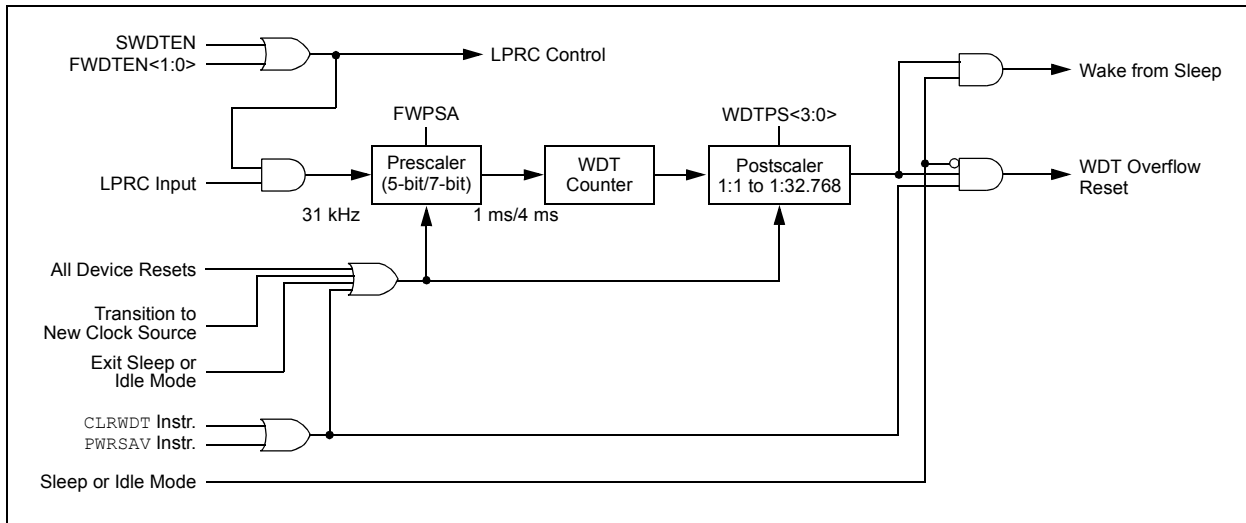 SWDTEN
FWDTEN<1:0>
LPRC Control
Wake from Sleep
FWPSA
WDTPS<3:0>
LPRC Input
Prescaler
(5-bit/7-bit)
WDT
Counter
Postscaler
1:1 to 1:32.768
WDT Overflow
Reset
31 kHz
1 ms/4 ms
All Device Resets
Transition to
New Clock Source
Exit Sleep or
Idle Mode
CLRWDT Instr.
PWRSAV Instr.
Sleep or Idle Mode